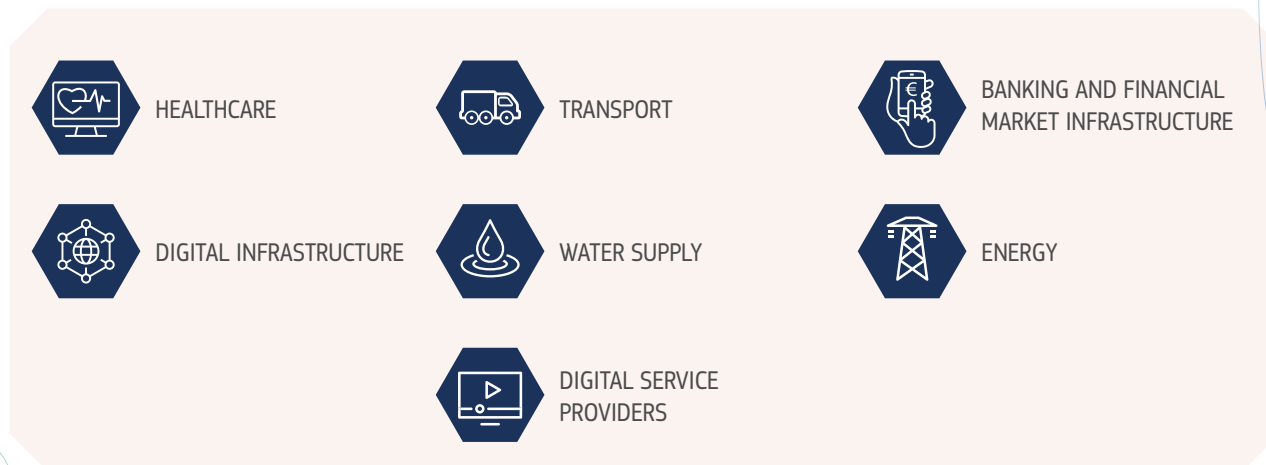 HEALTHCARE
TRANSPORT
BANKING AND FINANCIAL
MARKET INFRASTRUCTURE
DIGITAL INFRASTRUCTURE
WATER SUPPLY
ENERGY
DIGITAL SERVICE
PROVIDERS